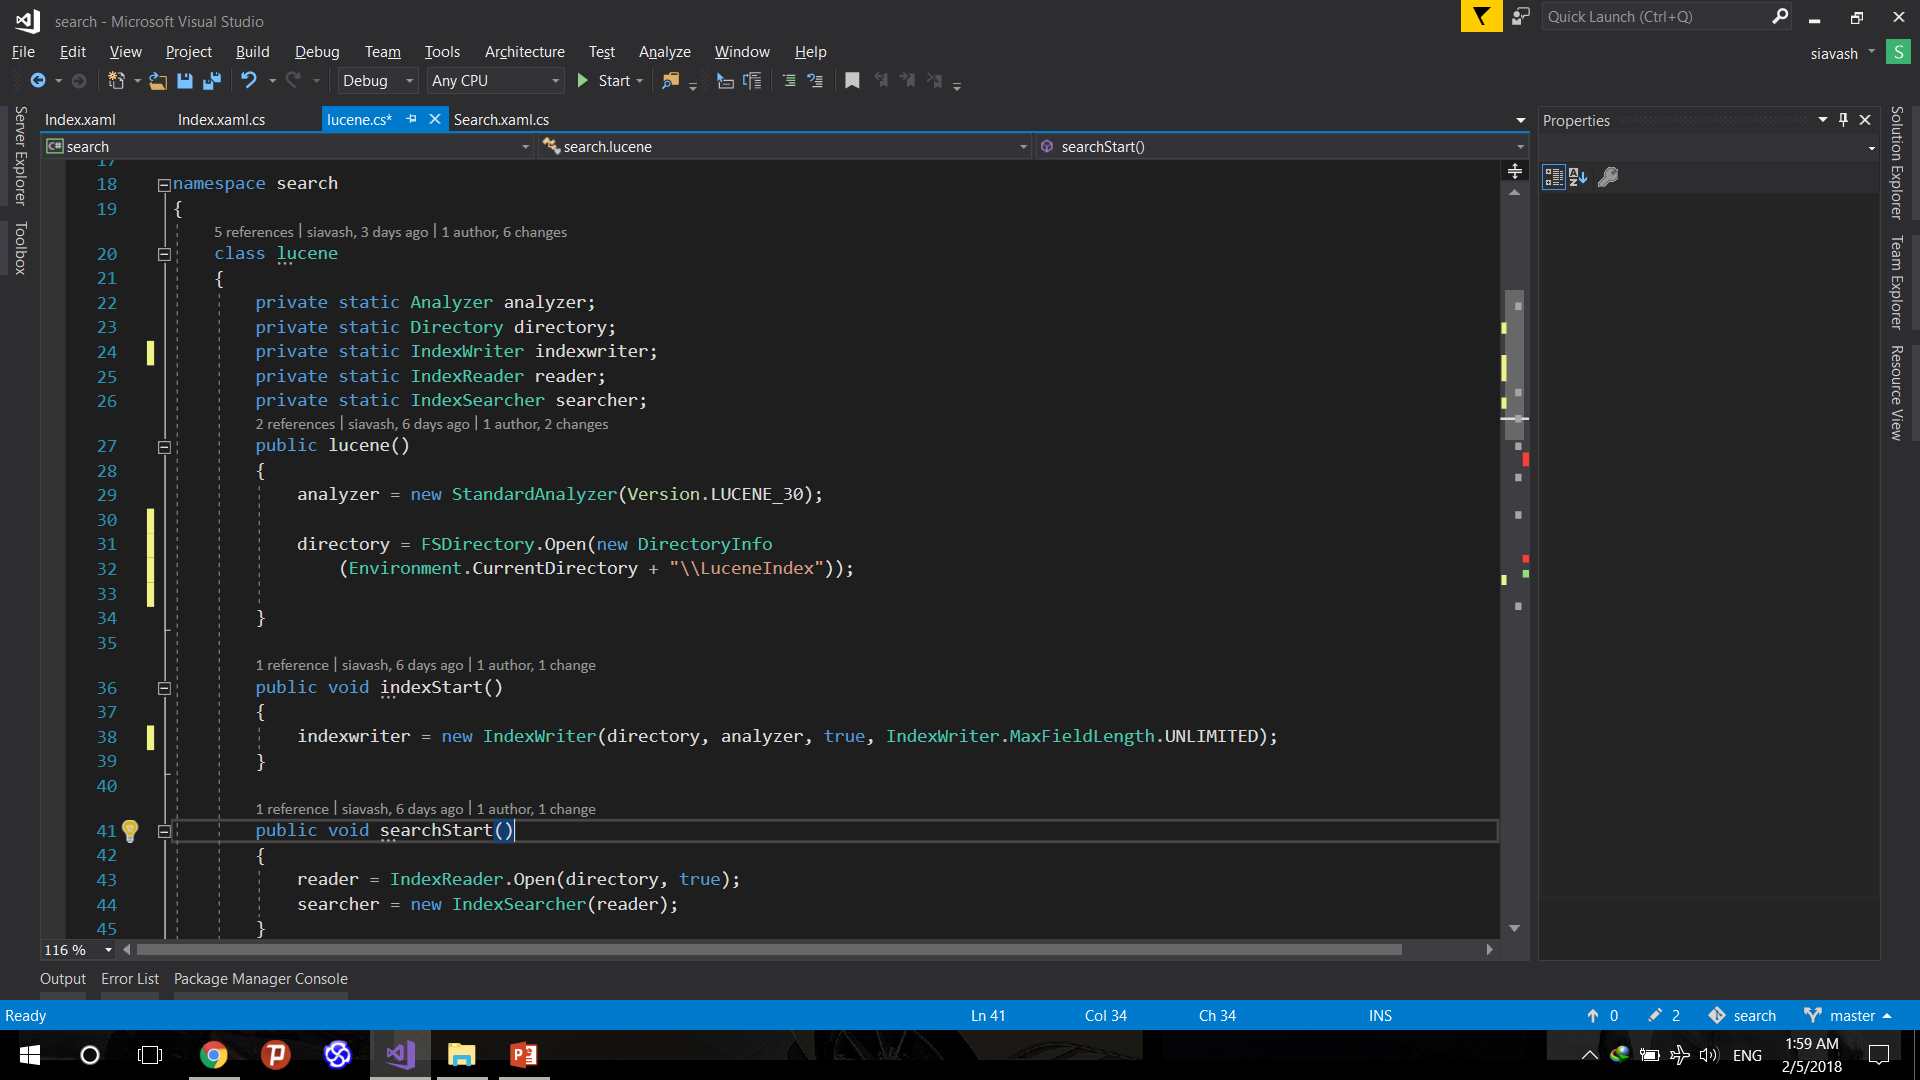 search - Microsoft Visual Studio
Quick Launch (Ctrl+Q)
File Edit View Project Build Debug Team Tools Architecture Test Analyze Window Help
siavash S
Debug Any CPU Start
Index.xaml Index.xaml.cs lucene.cs* Search.xaml.cs
C# search search.lucene searchStart()
Properties
Server Explorer
Toolbox
Solution Explorer
Team Explorer
Resource View
17
18 namespace search
19 {
5 references | siavash, 3 days ago | 1 author, 6 changes
20 class lucene
21 {
22 private static Analyzer analyzer;
23 private static Directory directory;
24 private static IndexWriter indexwriter;
25 private static IndexReader reader;
26 private static IndexSearcher searcher;
2 references | siavash, 6 days ago | 1 author, 2 changes
27 public lucene()
28 {
29 analyzer = new StandardAnalyzer(Version.LUCENE_30);
30
31 directory = FSDirectory.Open(new DirectoryInfo
32 (Environment.CurrentDirectory + "\\LuceneIndex"));
33
34 }
35
1 reference | siavash, 6 days ago | 1 author, 1 change
36 public void indexStart()
37 {
38 indexwriter = new IndexWriter(directory, analyzer, true, IndexWriter.MaxFieldLength.UNLIMITED);
39 }
40
1 reference | siavash, 6 days ago | 1 author, 1 change
41 public void searchStart()
42 {
43 reader = IndexReader.Open(directory, true);
44 searcher = new IndexSearcher(reader);
45 }
116 %
Output Error List Package Manager Console
Ready Ln 41 Col 34 Ch 34 INS 0 2 search master
ENG 1:59 AM
2/5/2018